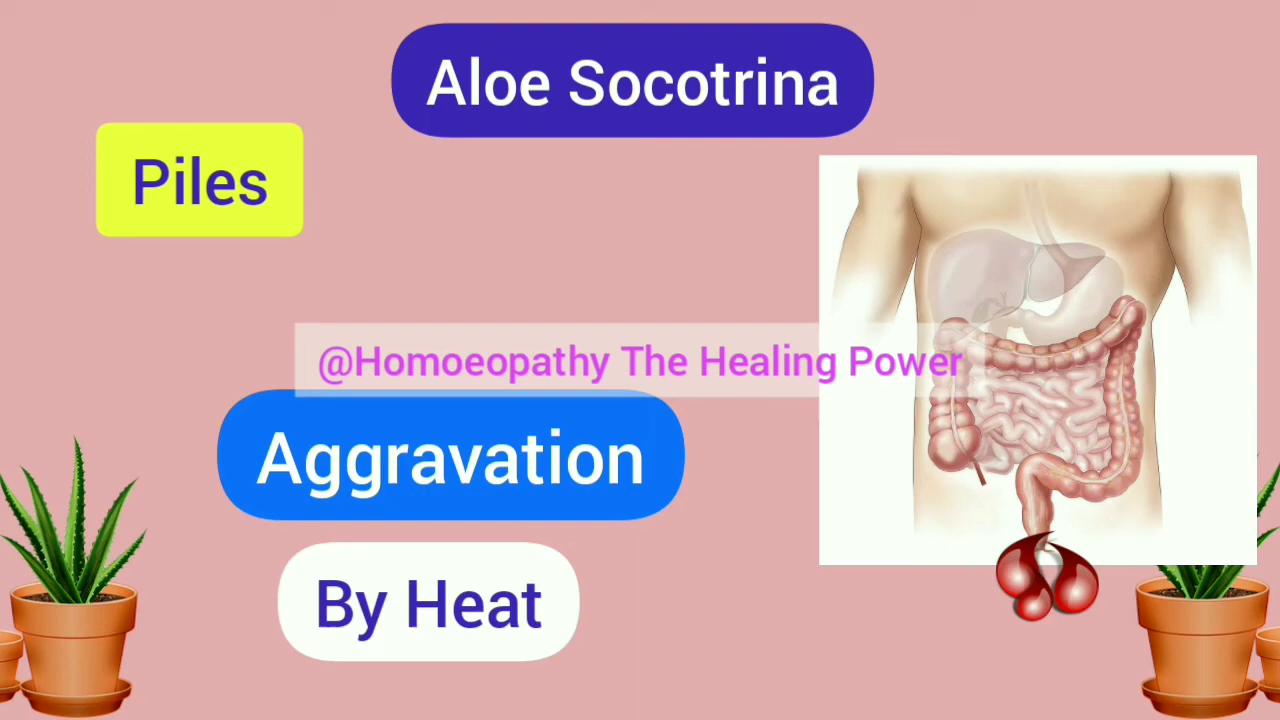 Aloe Socotrina
Piles
@Homoeopathy The Healing Power
Aggravation
By Heat